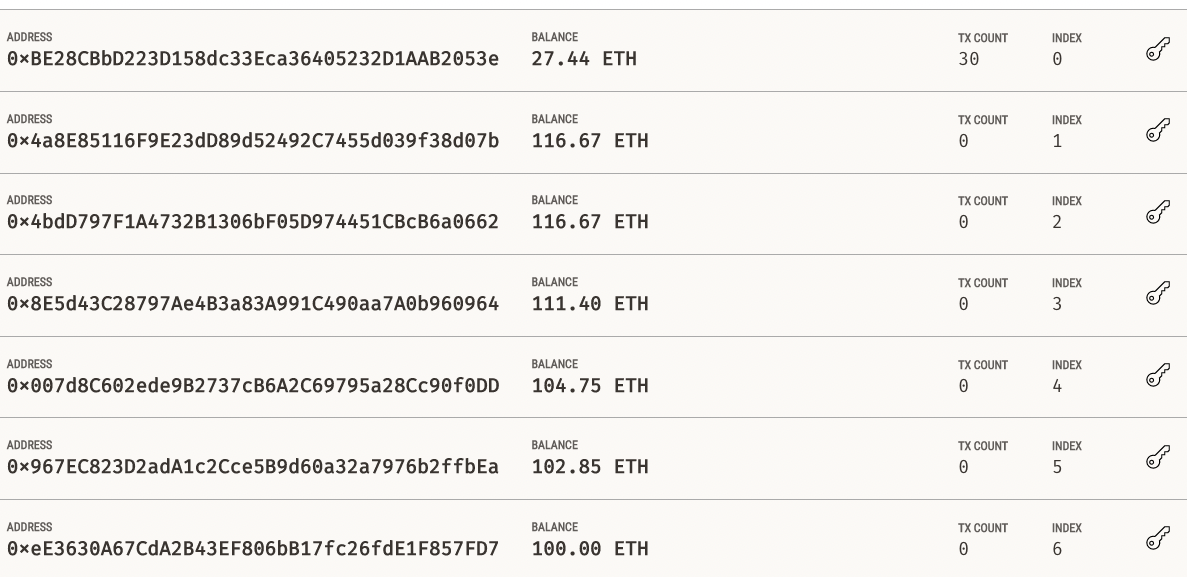 ADDRESS BALANCE TX COUNT INDEX
0×BE28CBbD223D158dc33Eca36405232D1AAB2053e 27.44 ETH 30 0
ADDRESS BALANCE TX COUNT INDEX
0×4a8E85116F9E23dD89d52492C7455d039f38d07b 116.67 ETH 0 1
ADDRESS BALANCE TX COUNT INDEX
0×4bdD797F1A4732B1306bF05D974451CBcB6a0662 116.67 ETH 0 2
ADDRESS BALANCE TX COUNT INDEX
0×8E5d43C28797Ae4B3a83A991C490aa7A0b960964 111.40 ETH 0 3
ADDRESS BALANCE TX COUNT INDEX
0×007d8C602ede9B2737cB6A2C69795a28Cc90f0DD 104.75 ETH 0 4
ADDRESS BALANCE TX COUNT INDEX
0×967EC823D2adA1c2Cce5B9d60a32a7976b2ffbEa 102.85 ETH 0 5
ADDRESS BALANCE TX COUNT INDEX
0×eE3630A67CdA2B43EF806bB17fc26fdE1F857FD7 100.00 ETH 0 6